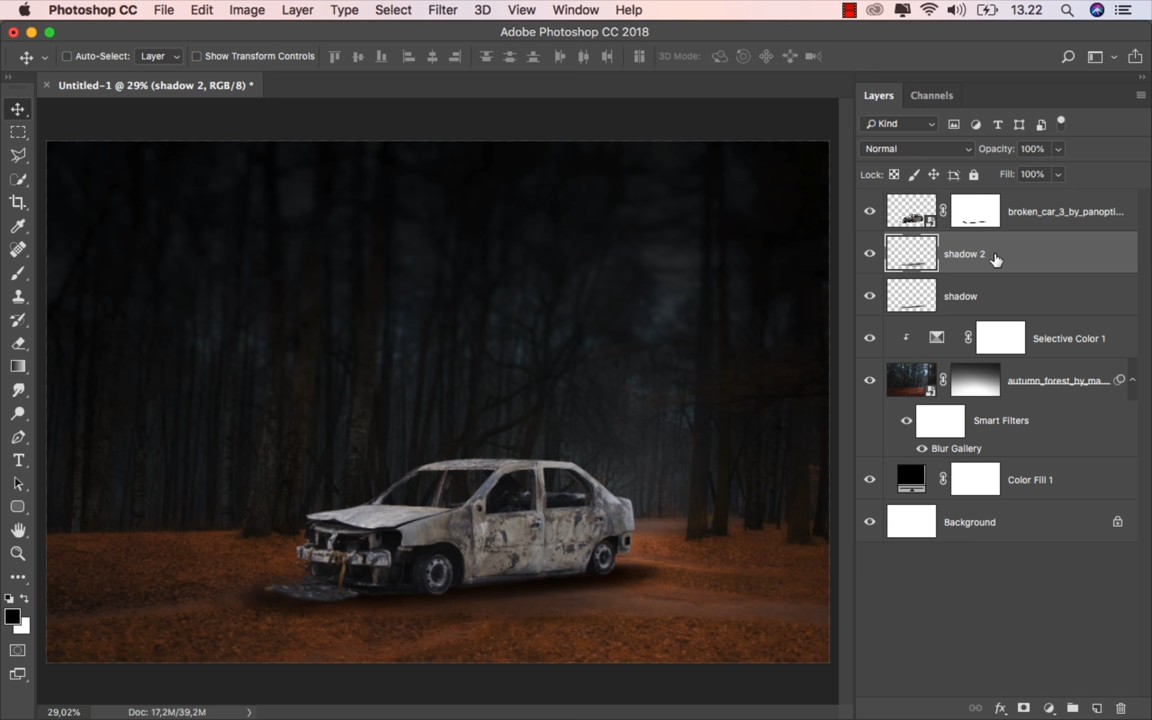 Photoshop CC File Edit Image Layer Type Select Filter 3D View Window Help 13.22
Adobe Photoshop CC 2018
Auto-Select: Layer Show Transform Controls 3D Mode:
× Untitled-1 @ 29% (shadow 2, RGB/8) *
Layers Channels
Kind
Normal Opacity: 100%
Lock: Fill: 100%
broken_car_3_by_panopti...
shadow 2
shadow
Selective Color 1
autumn_forest_by_ma...
Smart Filters
Blur Gallery
Color Fill 1
Background
29,02% Doc: 17,2M/39,2M